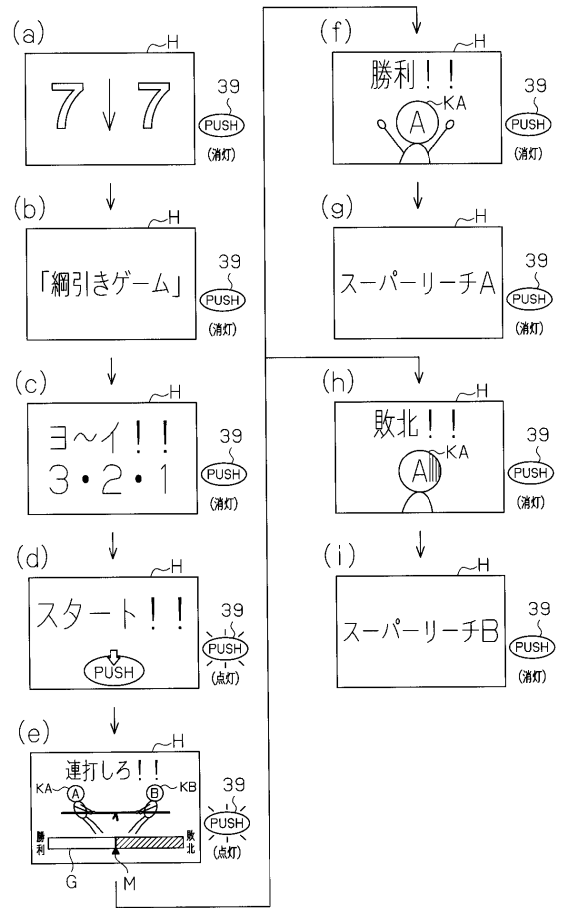 (a)
H
7 ↓ 7
39
PUSH
(消灯)
(b)
H
「綱引きゲーム」
39
PUSH
(消灯)
(c)
H
ヨ～イ！！
3・2・1
39
PUSH
(消灯)
(d)
H
スタート！！
PUSH
39
PUSH
(点灯)
(e)
H
連打しろ！！
KA
A
B
KB
勝利
敗北
G
M
39
PUSH
(点灯)
(f)
H
勝利！！
KA
A
39
PUSH
(消灯)
(g)
H
スーパーリーチA
39
PUSH
(消灯)
(h)
H
敗北！！
KA
A
39
PUSH
(消灯)
(i)
H
スーパーリーチB
39
PUSH
(消灯)